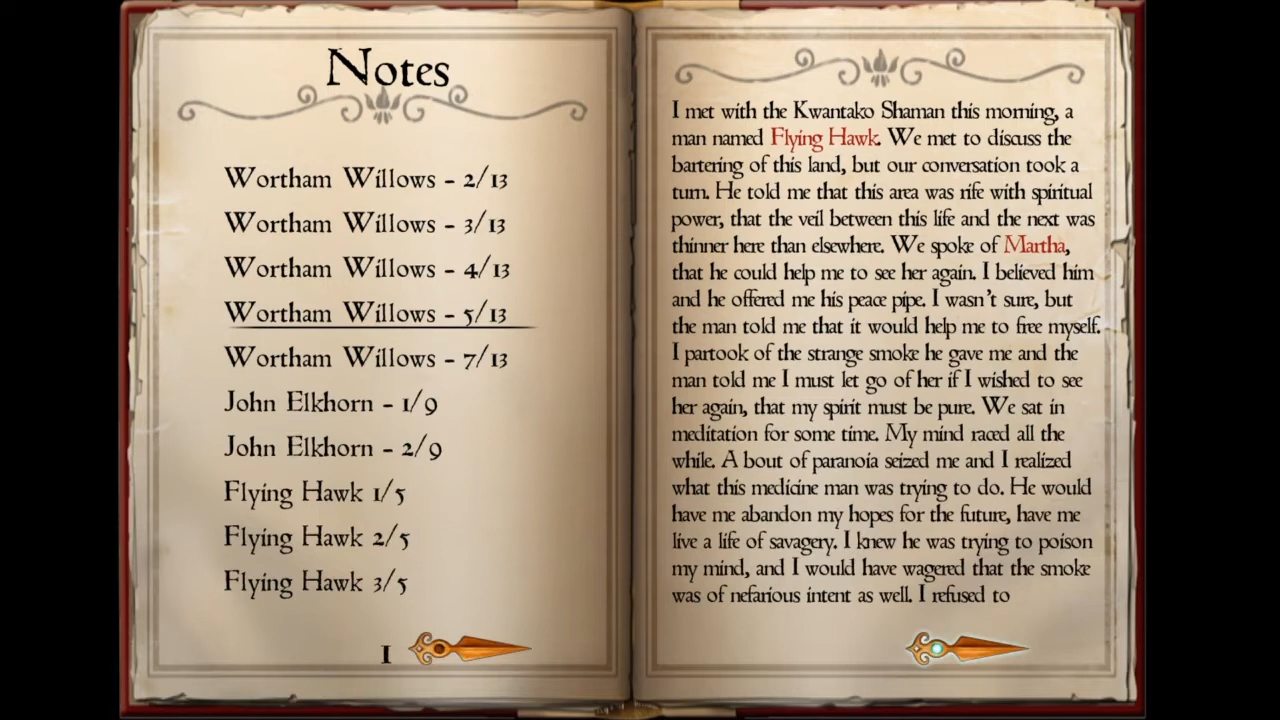 Notes
Wortham Willows - 2/13
Wortham Willows - 3/13
Wortham Willows - 4/13
Wortham Willows - 5/13
Wortham Willows - 7/13
John Elkhorn - 1/9
John Elkhorn - 2/9
Flying Hawk 1/5
Flying Hawk 2/5
Flying Hawk 3/5
1
I met with the Kwantako Shaman this morning, a
man named Flying Hawk. We met to discuss the
bartering of this land, but our conversation took a
turn. He told me that this area was rife with spiritual
power, that the veil between this life and the next was
thinner here than elsewhere. We spoke of Martha,
that he could help me to see her again. I believed him
and he offered me his peace pipe. I wasn't sure, but
the man told me that it would help me to free myself.
I partook of the strange smoke he gave me and the
man told me I must let go of her if I wished to see
her again, that my spirit must be pure. We sat in
meditation for some time. My mind raced all the
while. A bout of paranoia seized me and I realized
what this medicine man was trying to do. He would
have me abandon my hopes for the future, have me
live a life of savagery. I knew he was trying to poison
my mind, and I would have wagered that the smoke
was of nefarious intent as well. I refused to